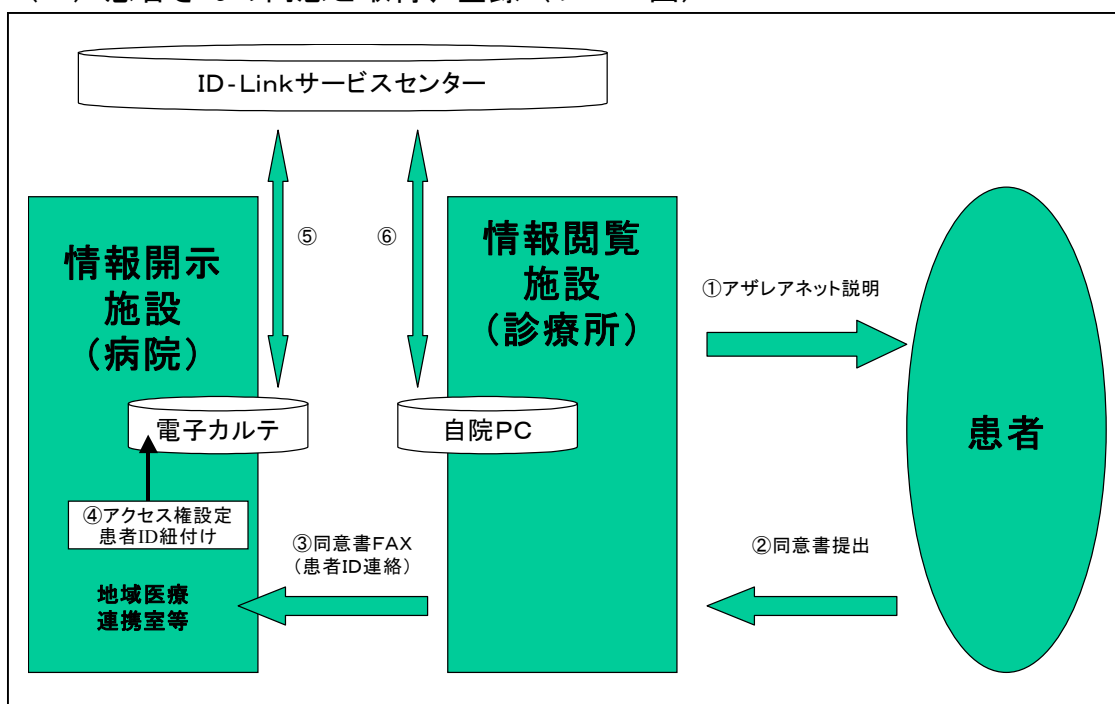 ID-Linkサービスセンター
情報開示
施設
（病院）
⑤
⑥
情報閲覧
施設
（診療所）
①アザレアネット説明
電子カルテ
自院PC
患者
④アクセス権設定
患者ID紐付け
③同意書FAX
（患者ID連絡）
②同意書提出
地域医療
連携室等